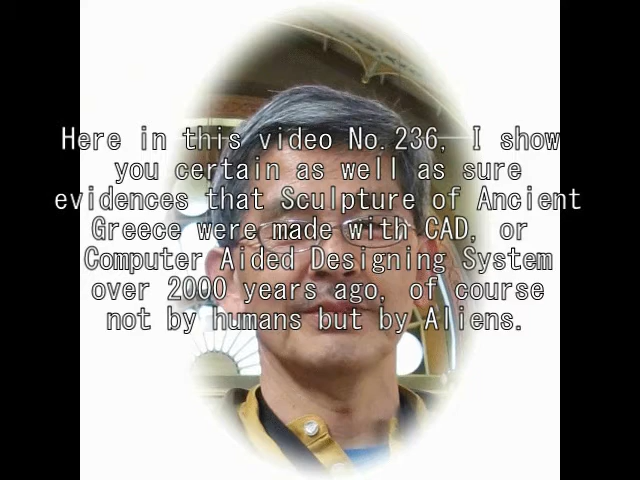 Here in this video No.236, I show
you certain as well as sure
evidences that Sculpture of Ancient
Greece were made with CAD, or
Computer Aided Designing System
over 2000 years ago, of course
not by humans but by Aliens.